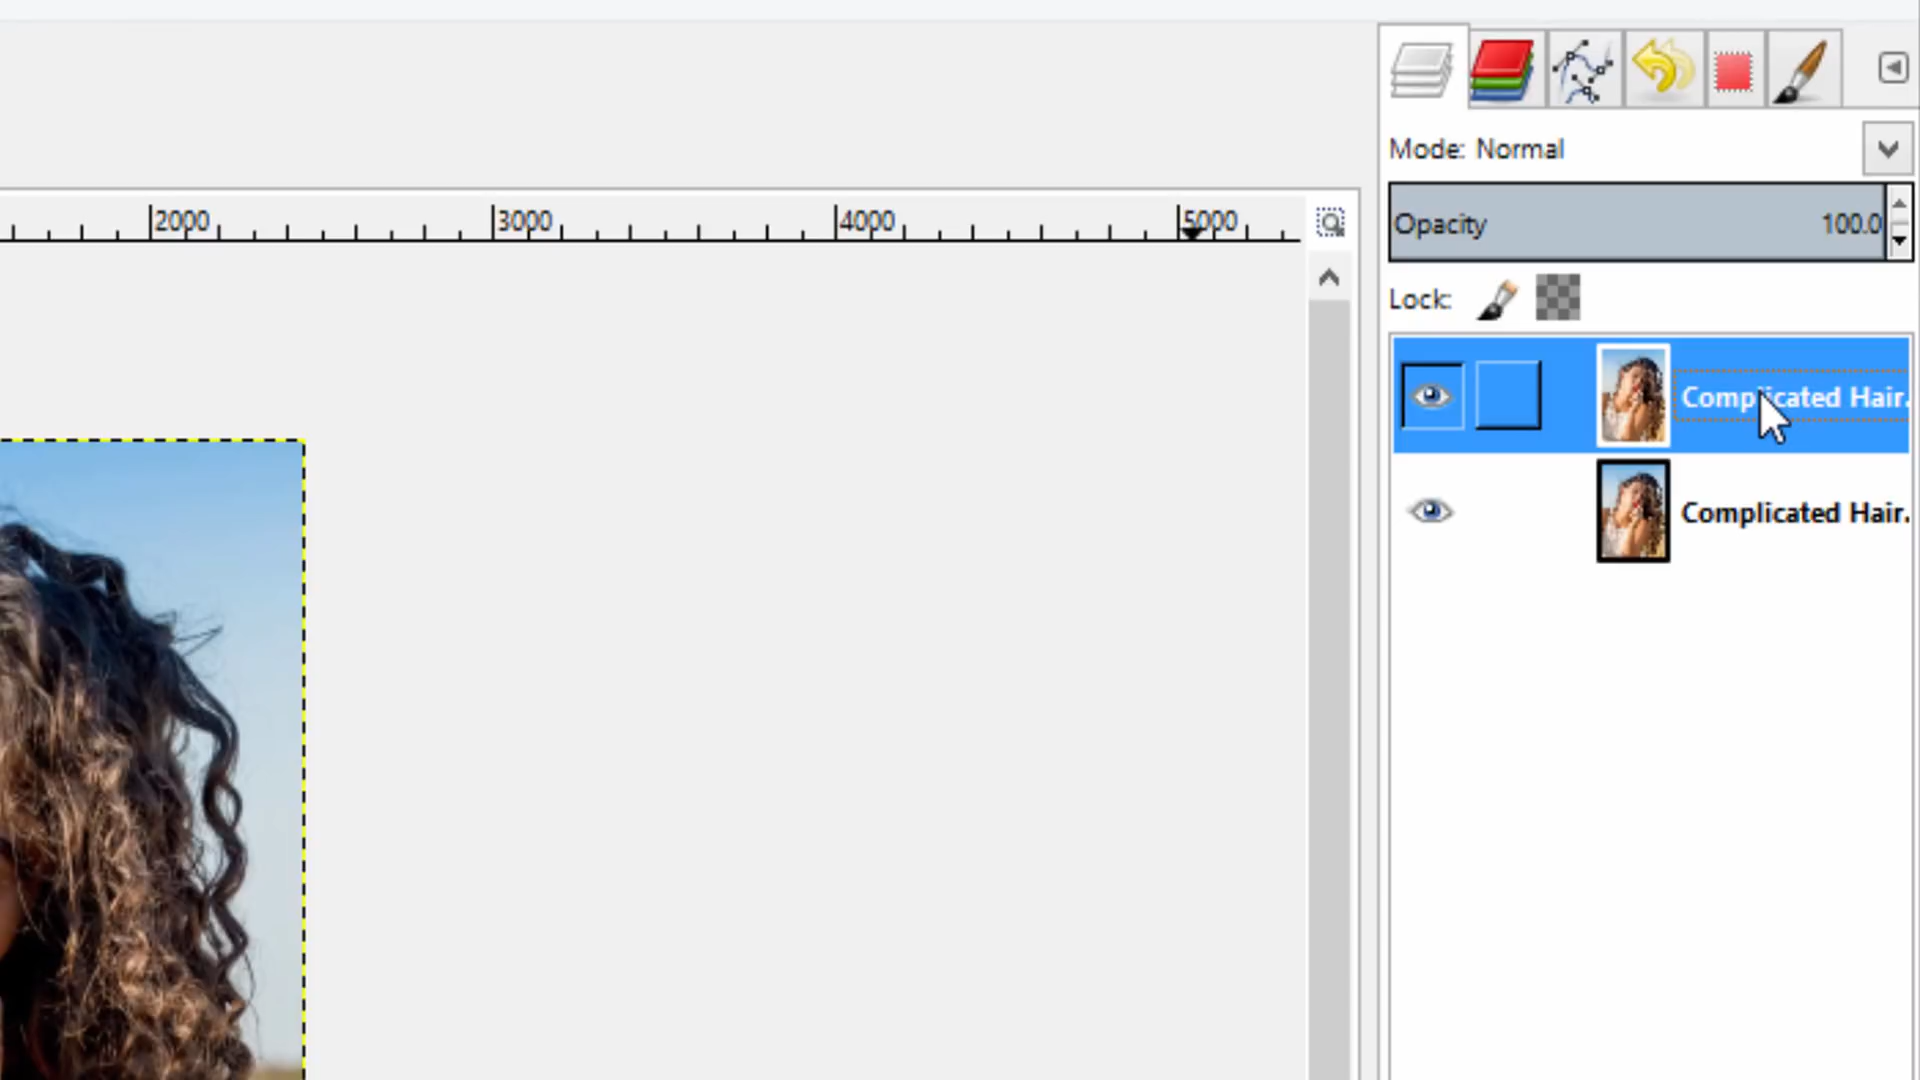 2000 3000 4000 5000
Mode: Normal
Opacity 100.0
Lock:
Complicated Hair.
Complicated Hair.